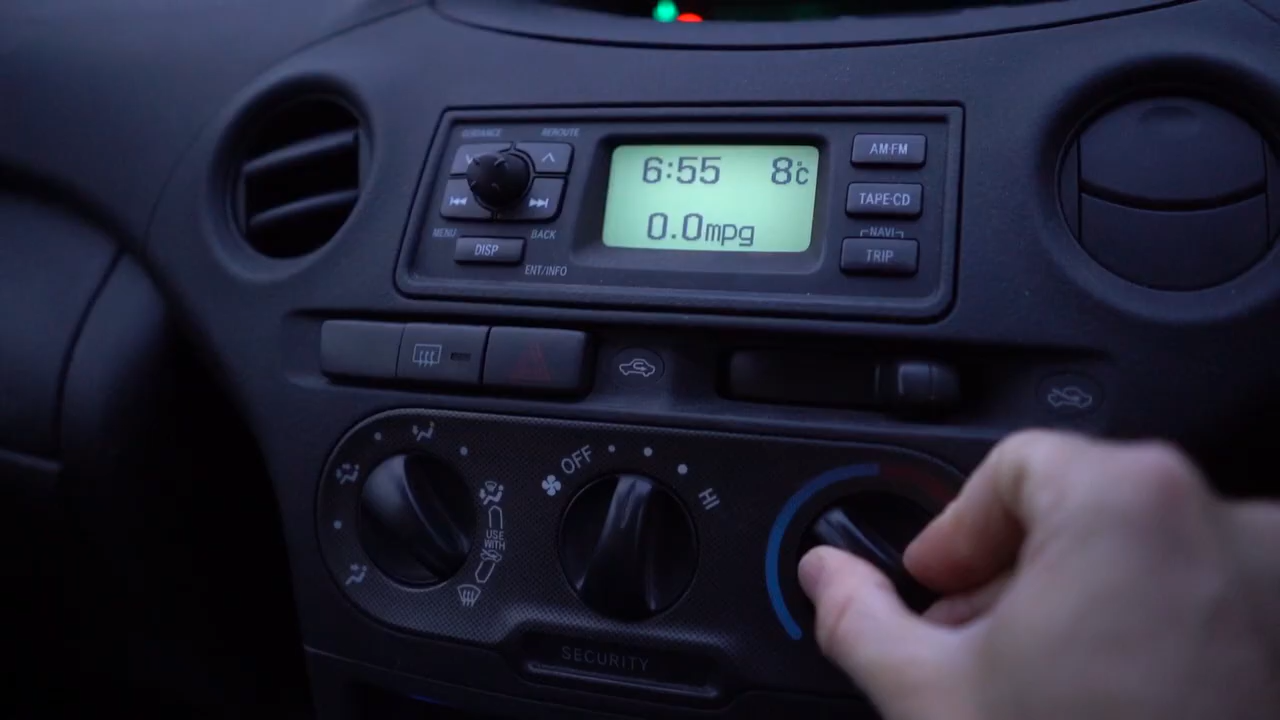 GUIDANCE REROUTE
6:55 8°C
0.0mpg
AM·FM
TAPE·CD
NAVI
TRIP
MENU BACK
DISP
ENT/INFO
OFF
HI
USE
WITH
SECURITY